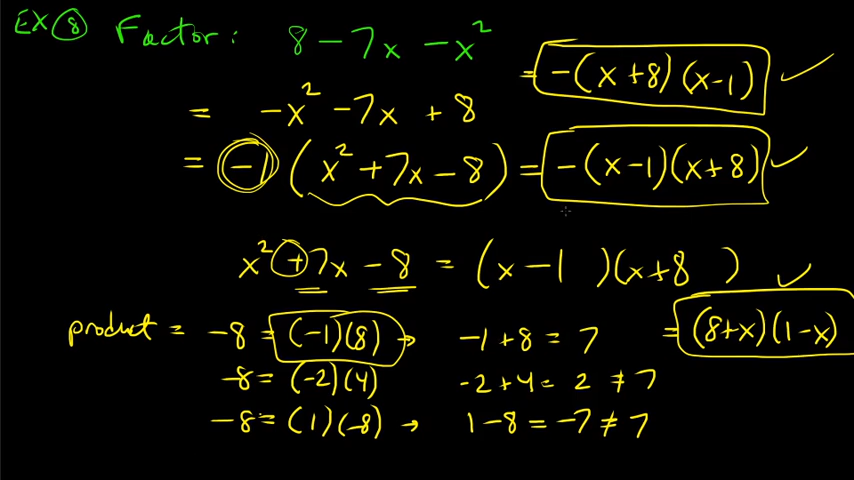 EX 8 Factor: 8 - 7x - x²
= -(x+8)(x-1) ✓
= -x² - 7x + 8
= -1 (x² + 7x - 8) = -(x-1)(x+8) ✓
x² + 7x - 8 = (x - 1 )(x + 8 ) ✓
product = -8 = (-1)(8) → -1 + 8 = 7
= (8+x)(1-x)
-8 = (-2)(4) -2 + 4 = 2 ≠ 7
-8 = (1)(-8) → 1 - 8 = -7 ≠ 7